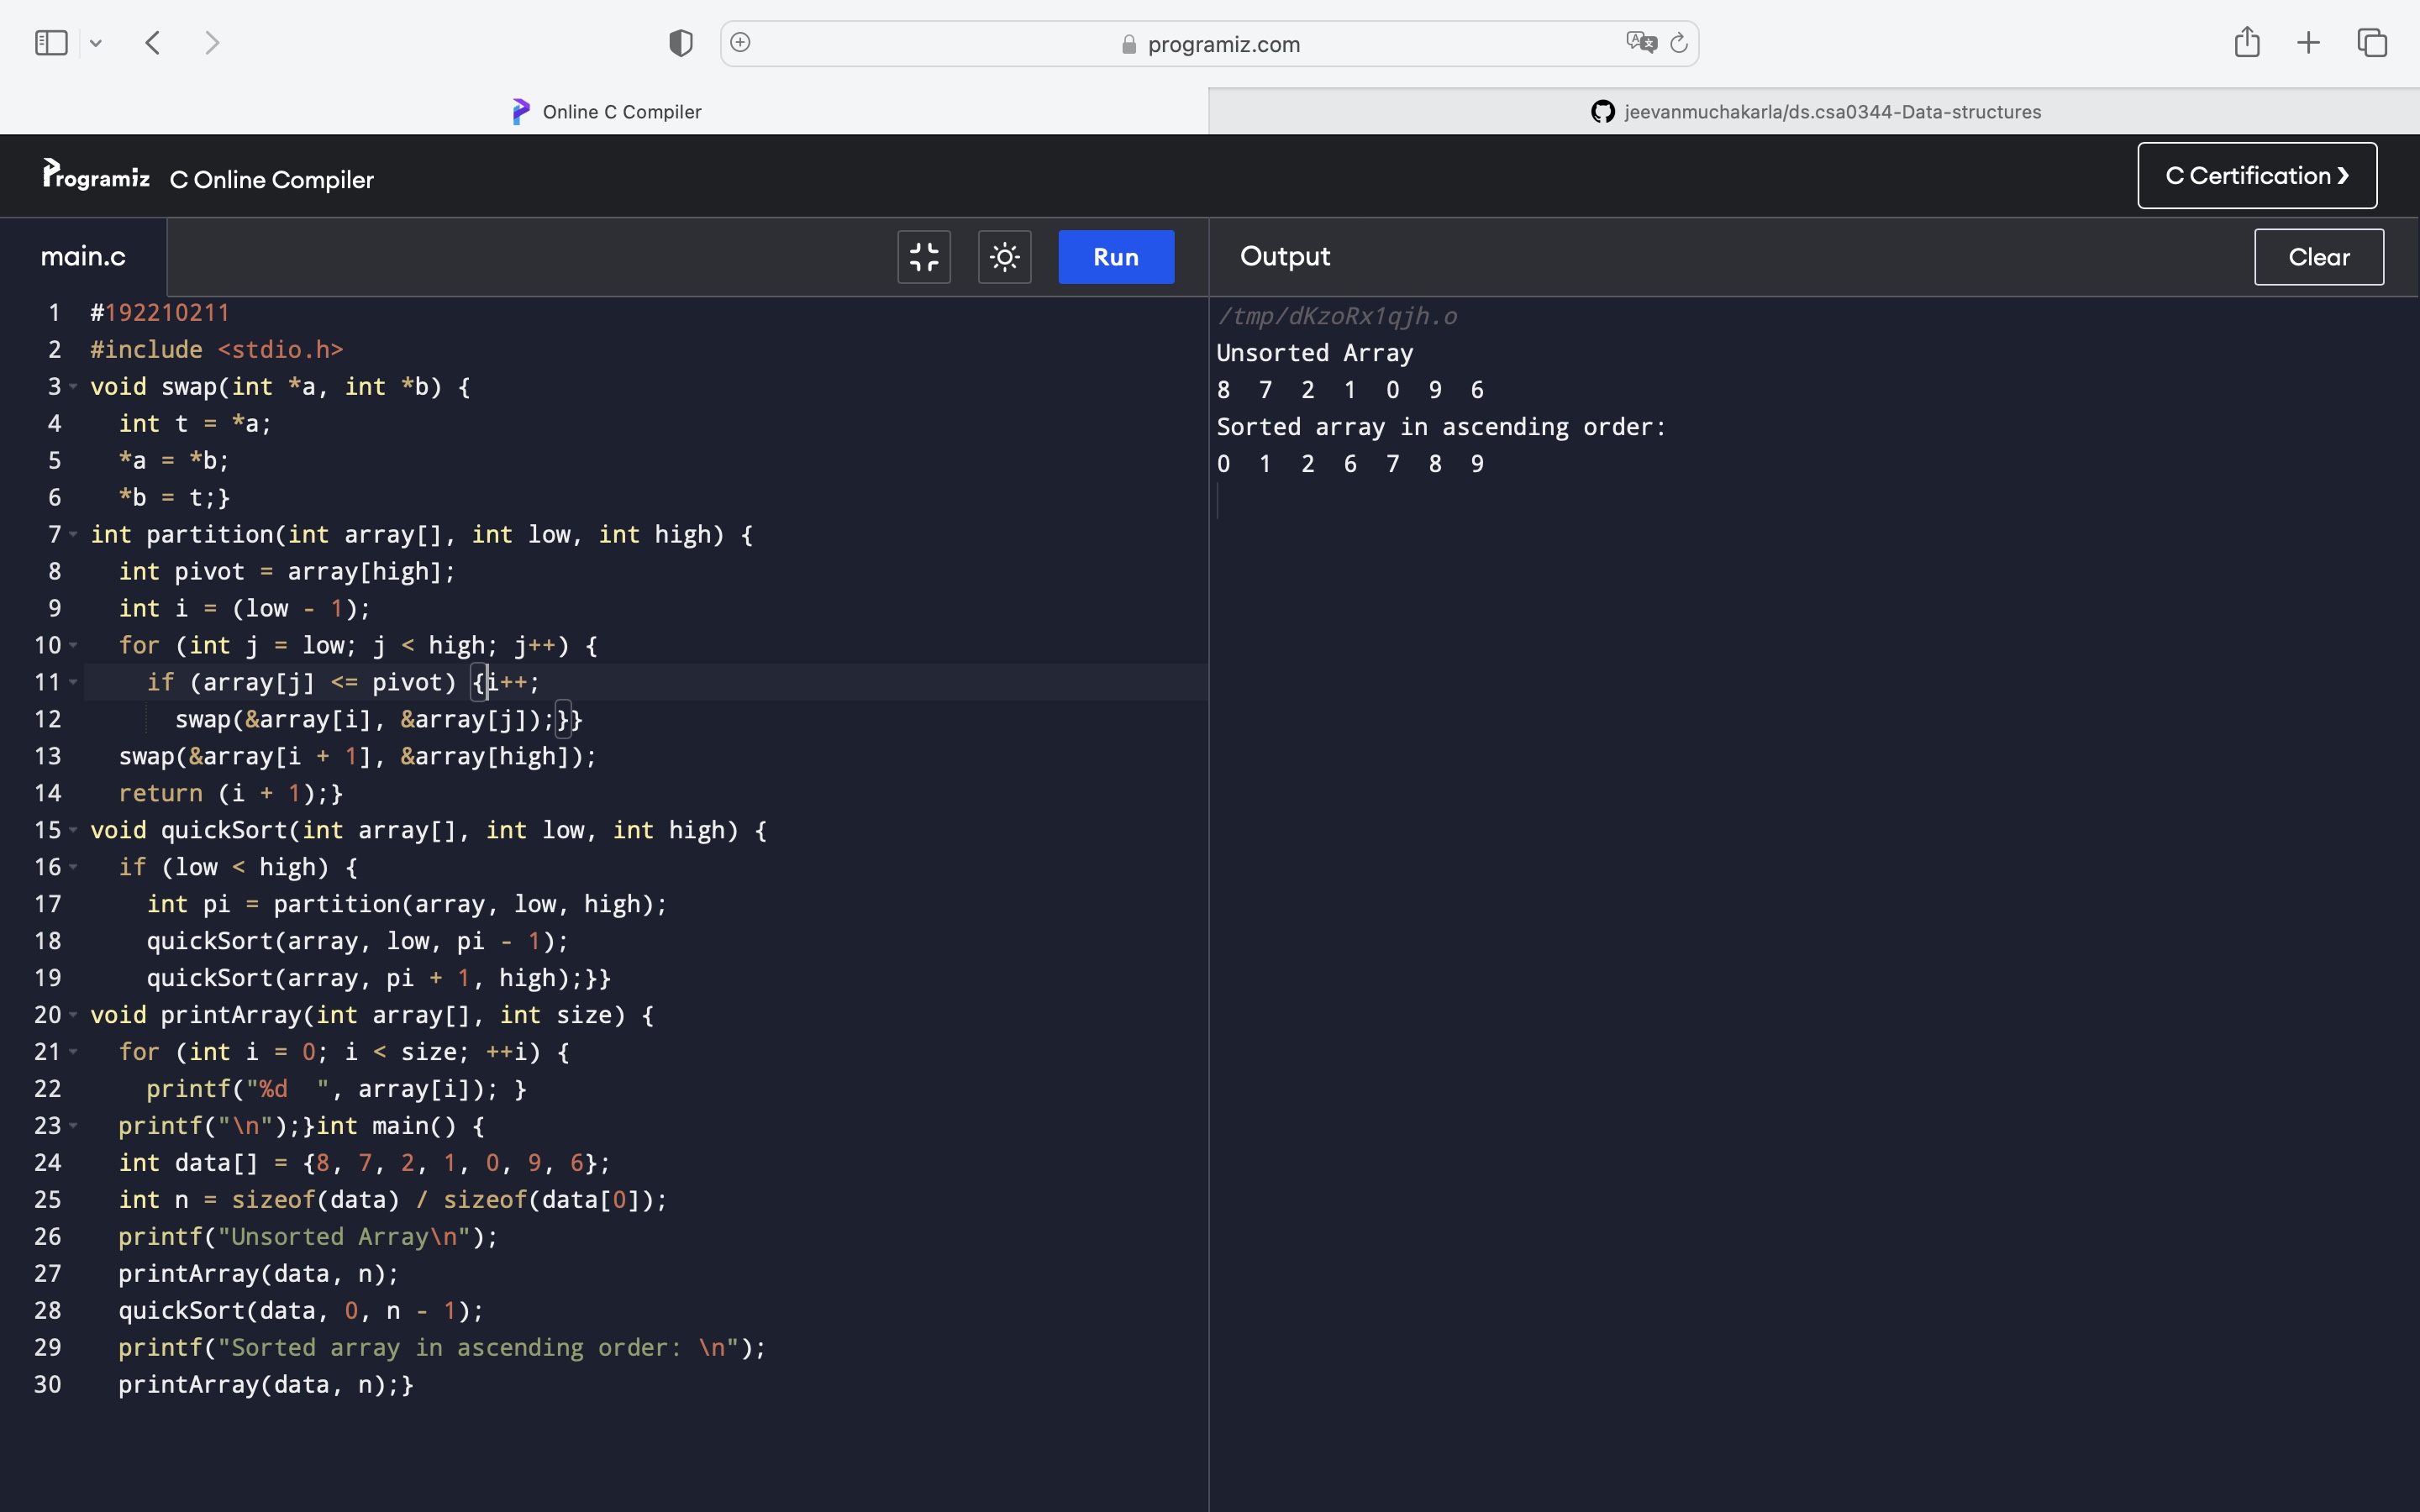 programiz.com
Online C Compiler
jeevanmuchakarla/ds.csa0344-Data-structures
Programiz C Online Compiler
C Certification ❯
main.c
Run
Output
Clear
1 #192210211
2 #include <stdio.h>
3 void swap(int *a, int *b) {
4   int t = *a;
5   *a = *b;
6   *b = t;}
7 int partition(int array[], int low, int high) {
8   int pivot = array[high];
9   int i = (low - 1);
10   for (int j = low; j < high; j++) {
11     if (array[j] <= pivot) {i++;
12       swap(&array[i], &array[j]);}}
13   swap(&array[i + 1], &array[high]);
14   return (i + 1);}
15 void quickSort(int array[], int low, int high) {
16   if (low < high) {
17     int pi = partition(array, low, high);
18     quickSort(array, low, pi - 1);
19     quickSort(array, pi + 1, high);}}
20 void printArray(int array[], int size) {
21   for (int i = 0; i < size; ++i) {
22     printf("%d  ", array[i]); }
23   printf("\n");}int main() {
24   int data[] = {8, 7, 2, 1, 0, 9, 6};
25   int n = sizeof(data) / sizeof(data[0]);
26   printf("Unsorted Array\n");
27   printArray(data, n);
28   quickSort(data, 0, n - 1);
29   printf("Sorted array in ascending order: \n");
30   printArray(data, n);}
/tmp/dKzoRx1qjh.o
Unsorted Array
8  7  2  1  0  9  6
Sorted array in ascending order:
0  1  2  6  7  8  9